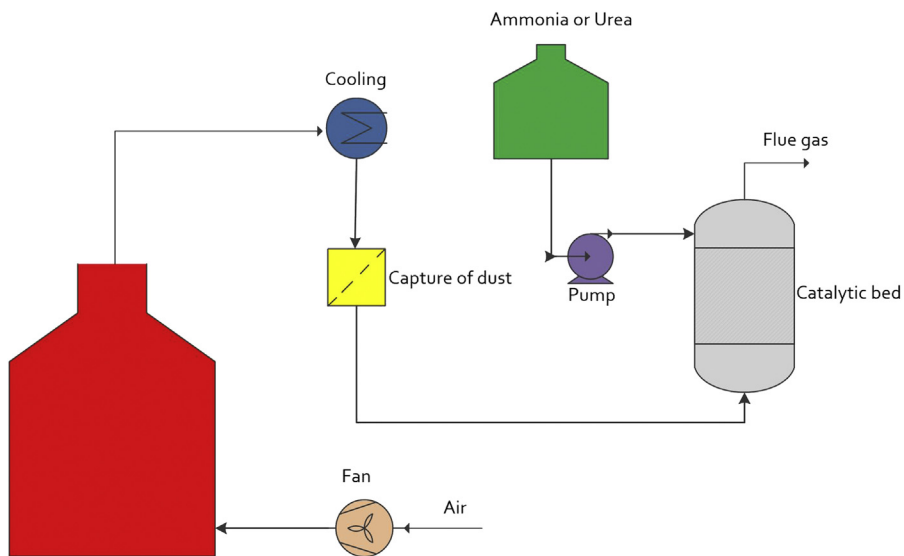 Ammonia or Urea
Cooling
Flue gas
Capture of dust
Pump
Catalytic bed
Fan
Air